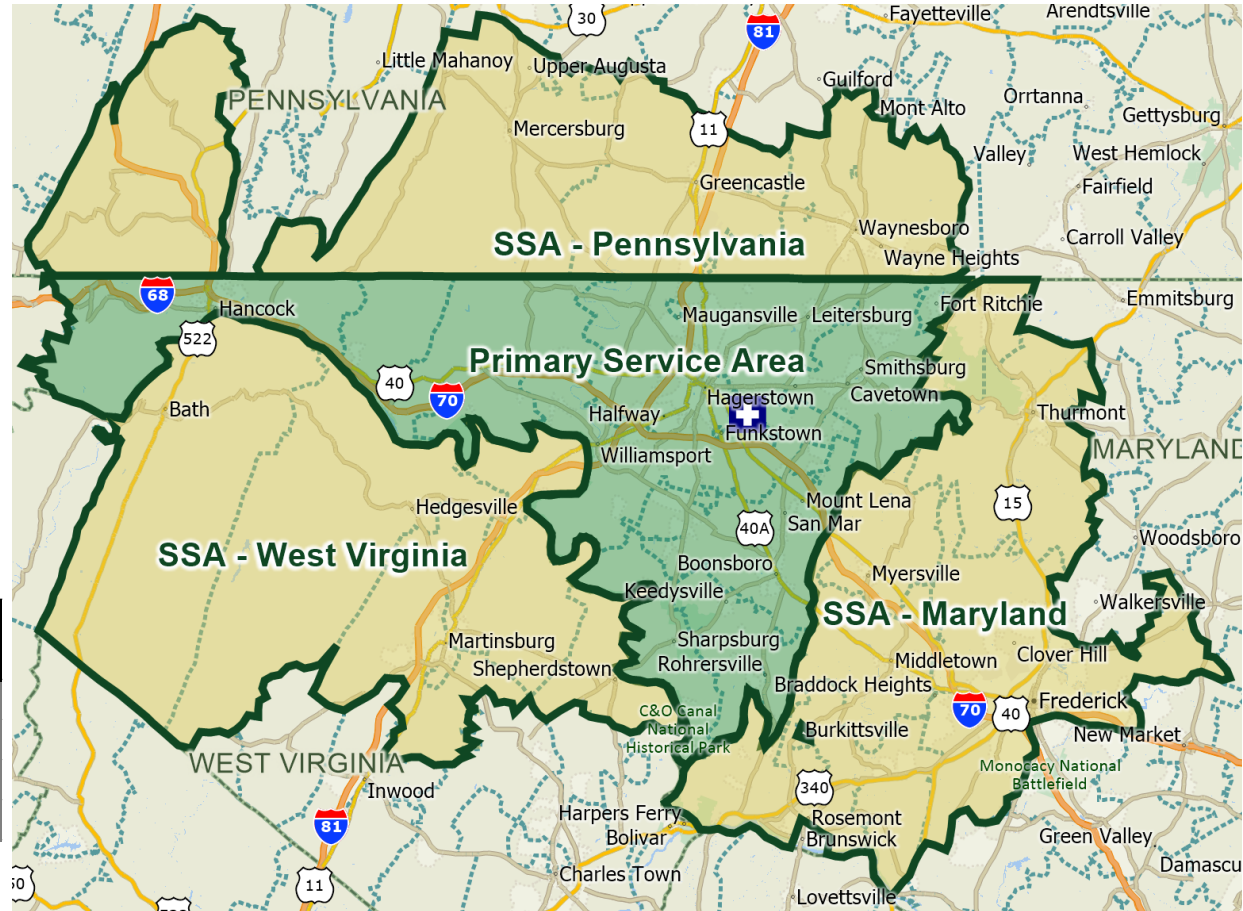 30
81
Fayetteville
Arendtsville
Little Mahanoy
Upper Augusta
Guilford
PENNSYLVANIA
Mont Alto
Orrtanna
Gettysburg
Mercersburg
11
Valley
West Hemlock
Greencastle
Fairfield
Waynesboro
SSA - Pennsylvania
Carroll Valley
Wayne Heights
68
Hancock
Fort Ritchie
Emmitsburg
Maugansville
Leitersburg
522
Primary Service Area
Smithsburg
40
70
Hagerstown
Cavetown
Bath
Halfway
Thurmont
Funkstown
MARYLAND
Williamsport
Hedgesville
Mount Lena
15
San Mar
40A
Woodsboro
SSA - West Virginia
Boonsboro
Myersville
Keedysville
Walkersville
SSA - Maryland
Martinsburg
Sharpsburg
Clover Hill
Shepherdstown
Rohrersville
Middletown
Braddock Heights
C&O Canal
National
Historical Park
70
40
Frederick
Burkittsville
New Market
WEST VIRGINIA
Monocacy National
Battlefield
Inwood
340
Harpers Ferry
Rosemont
81
Bolivar
Brunswick
Green Valley
Charles Town
Damascu
50
11
Lovettsville